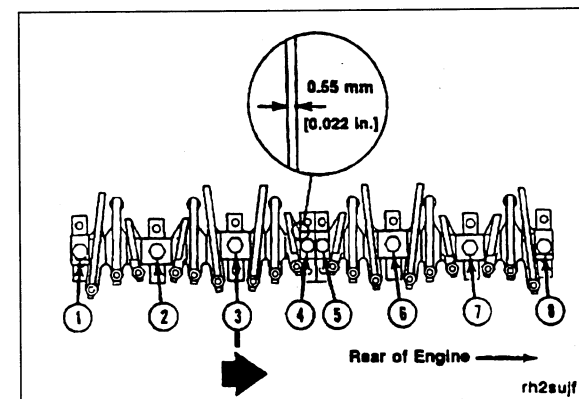 0.55 mm
[0.022 in.]
1 2 3 4 5 6 7 8
Rear of Engine
rh2sujf